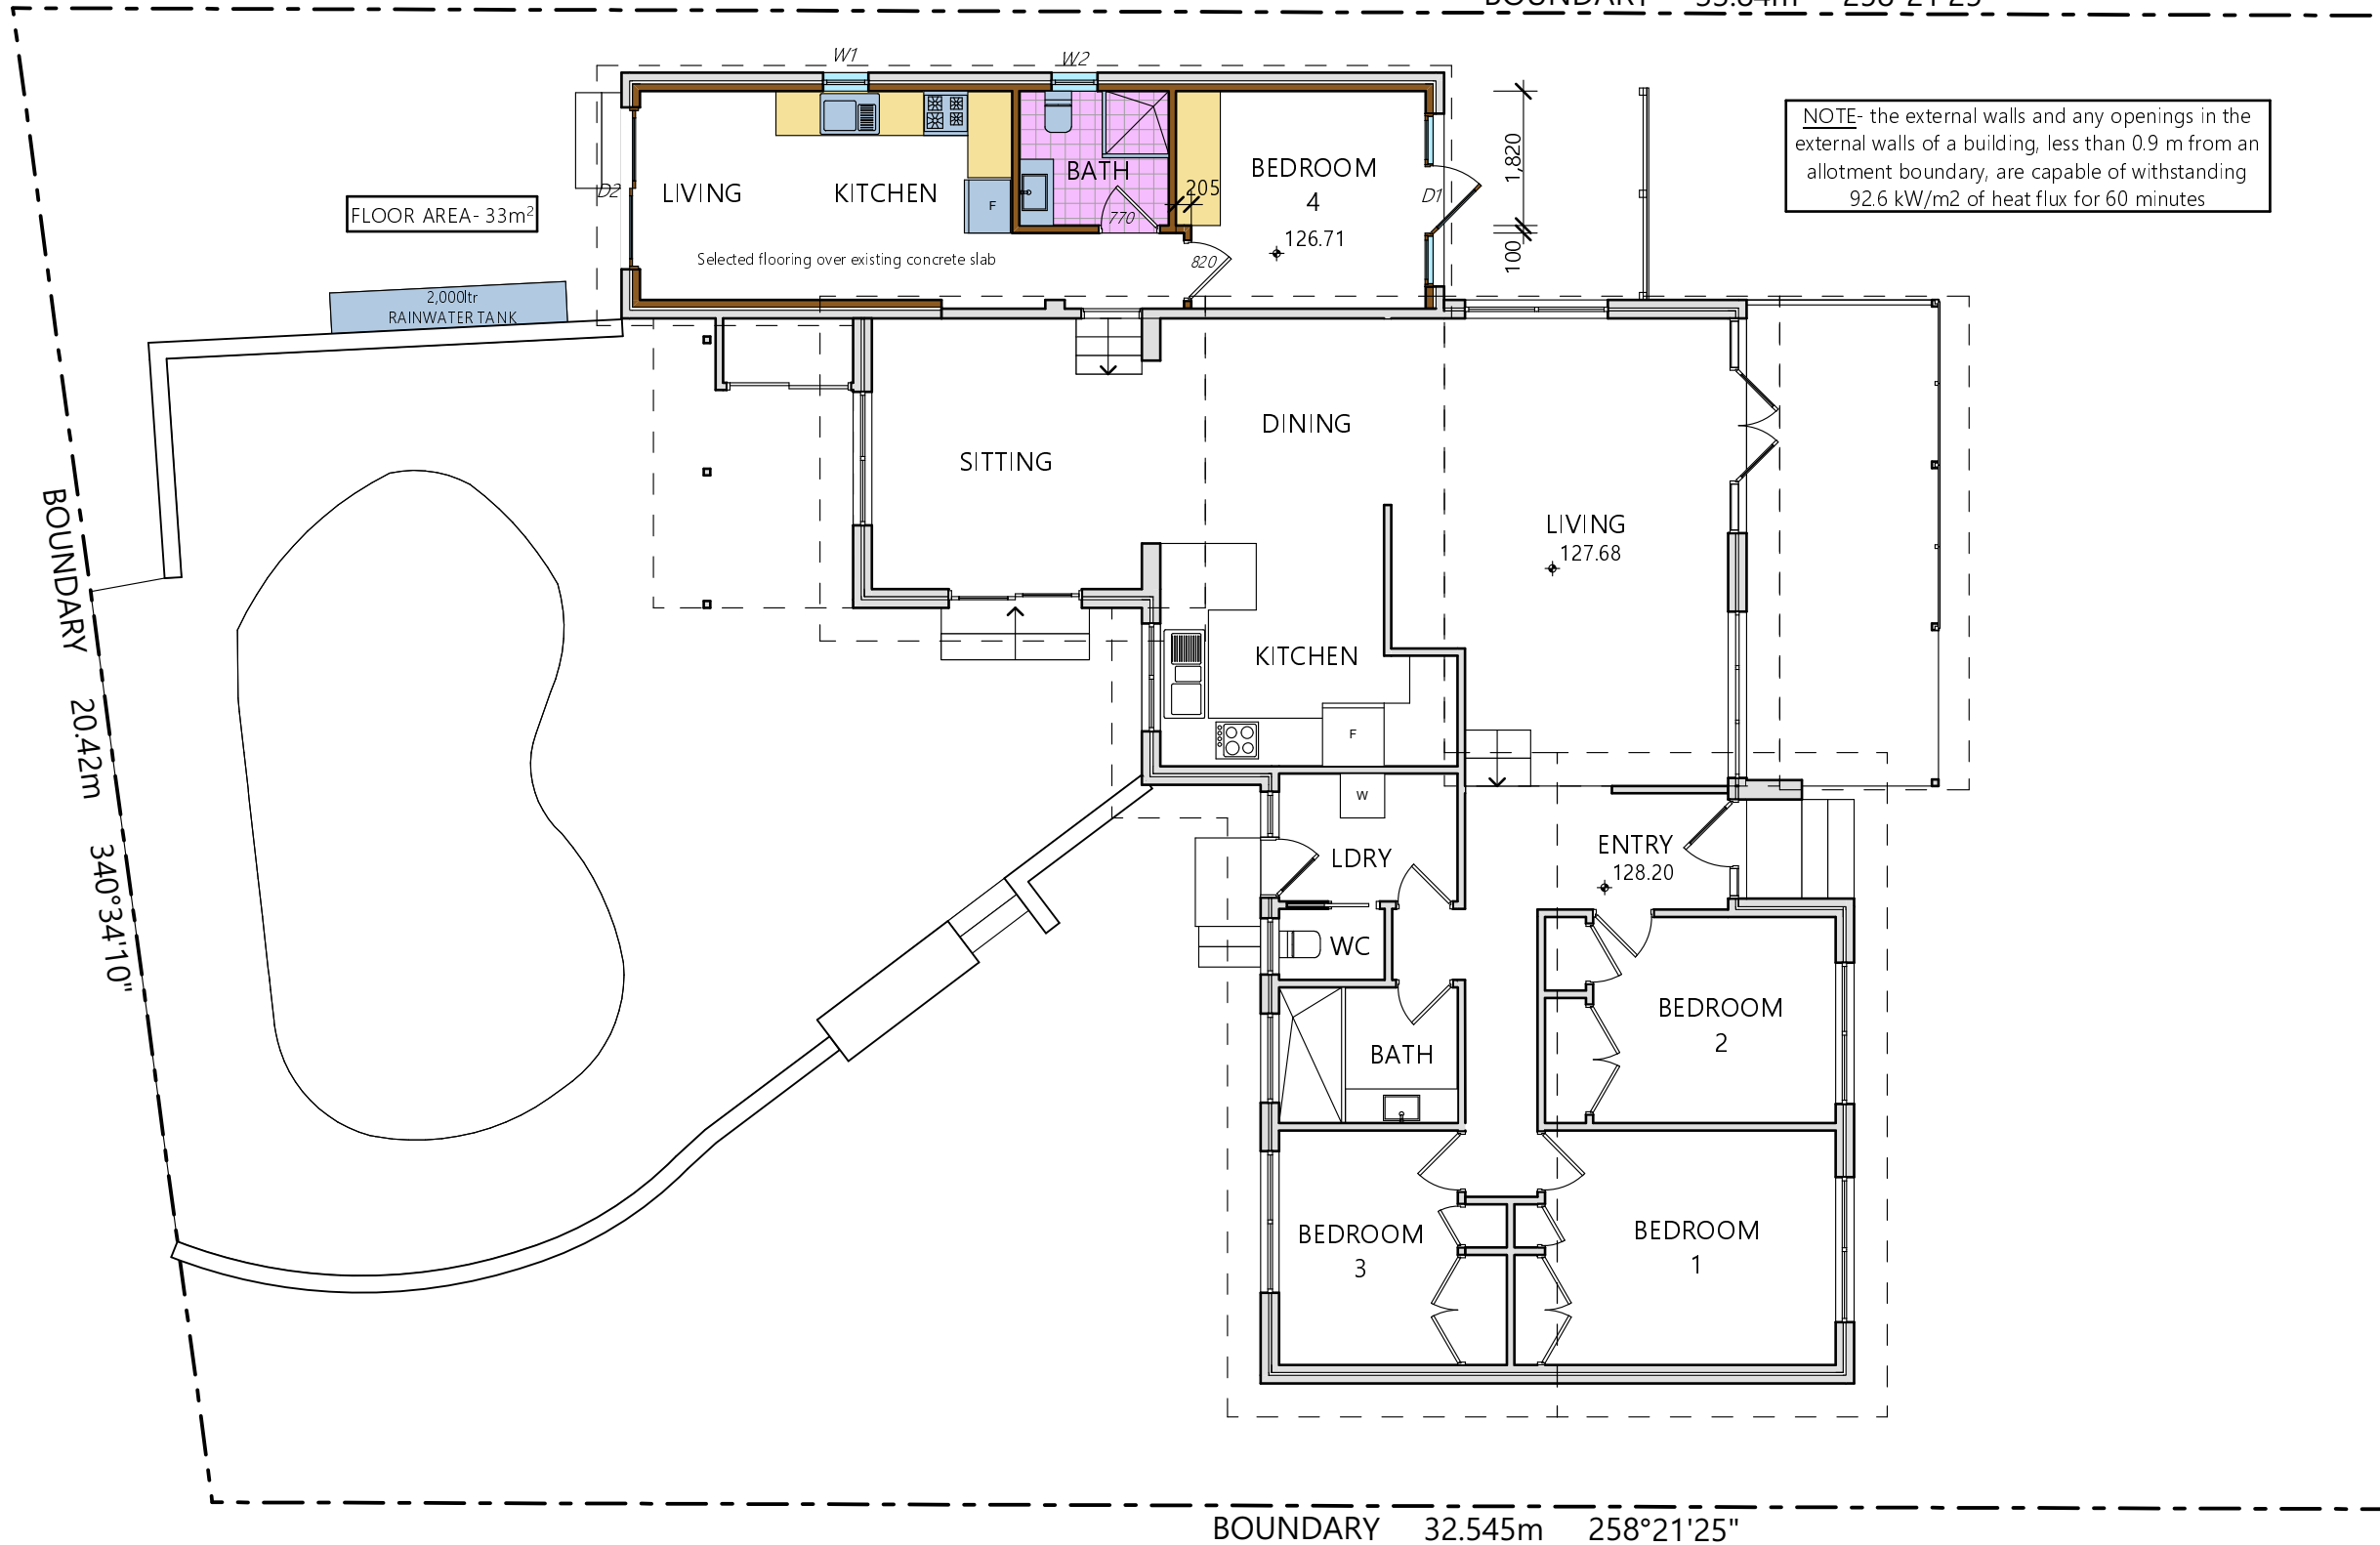 BOUNDARY
W1
W2
NOTE- the external walls and any openings in the
external walls of a building, less than 0.9 m from an
allotment boundary, are capable of withstanding
92.6 kW/m2 of heat flux for 60 minutes
FLOOR AREA- 33m²
D2
LIVING
KITCHEN
F
BATH
770
205
BEDROOM
4
126.71
D1
1,820
100
820
Selected flooring over existing concrete slab
2,000ltr
RAINWATER TANK
SITTING
DINING
LIVING
127.68
KITCHEN
F
BOUNDARY 20.42m 340°34'10"
W
LDRY
ENTRY
128.20
WC
BATH
BEDROOM
2
BEDROOM
3
BEDROOM
1
BOUNDARY 32.545m 258°21'25"